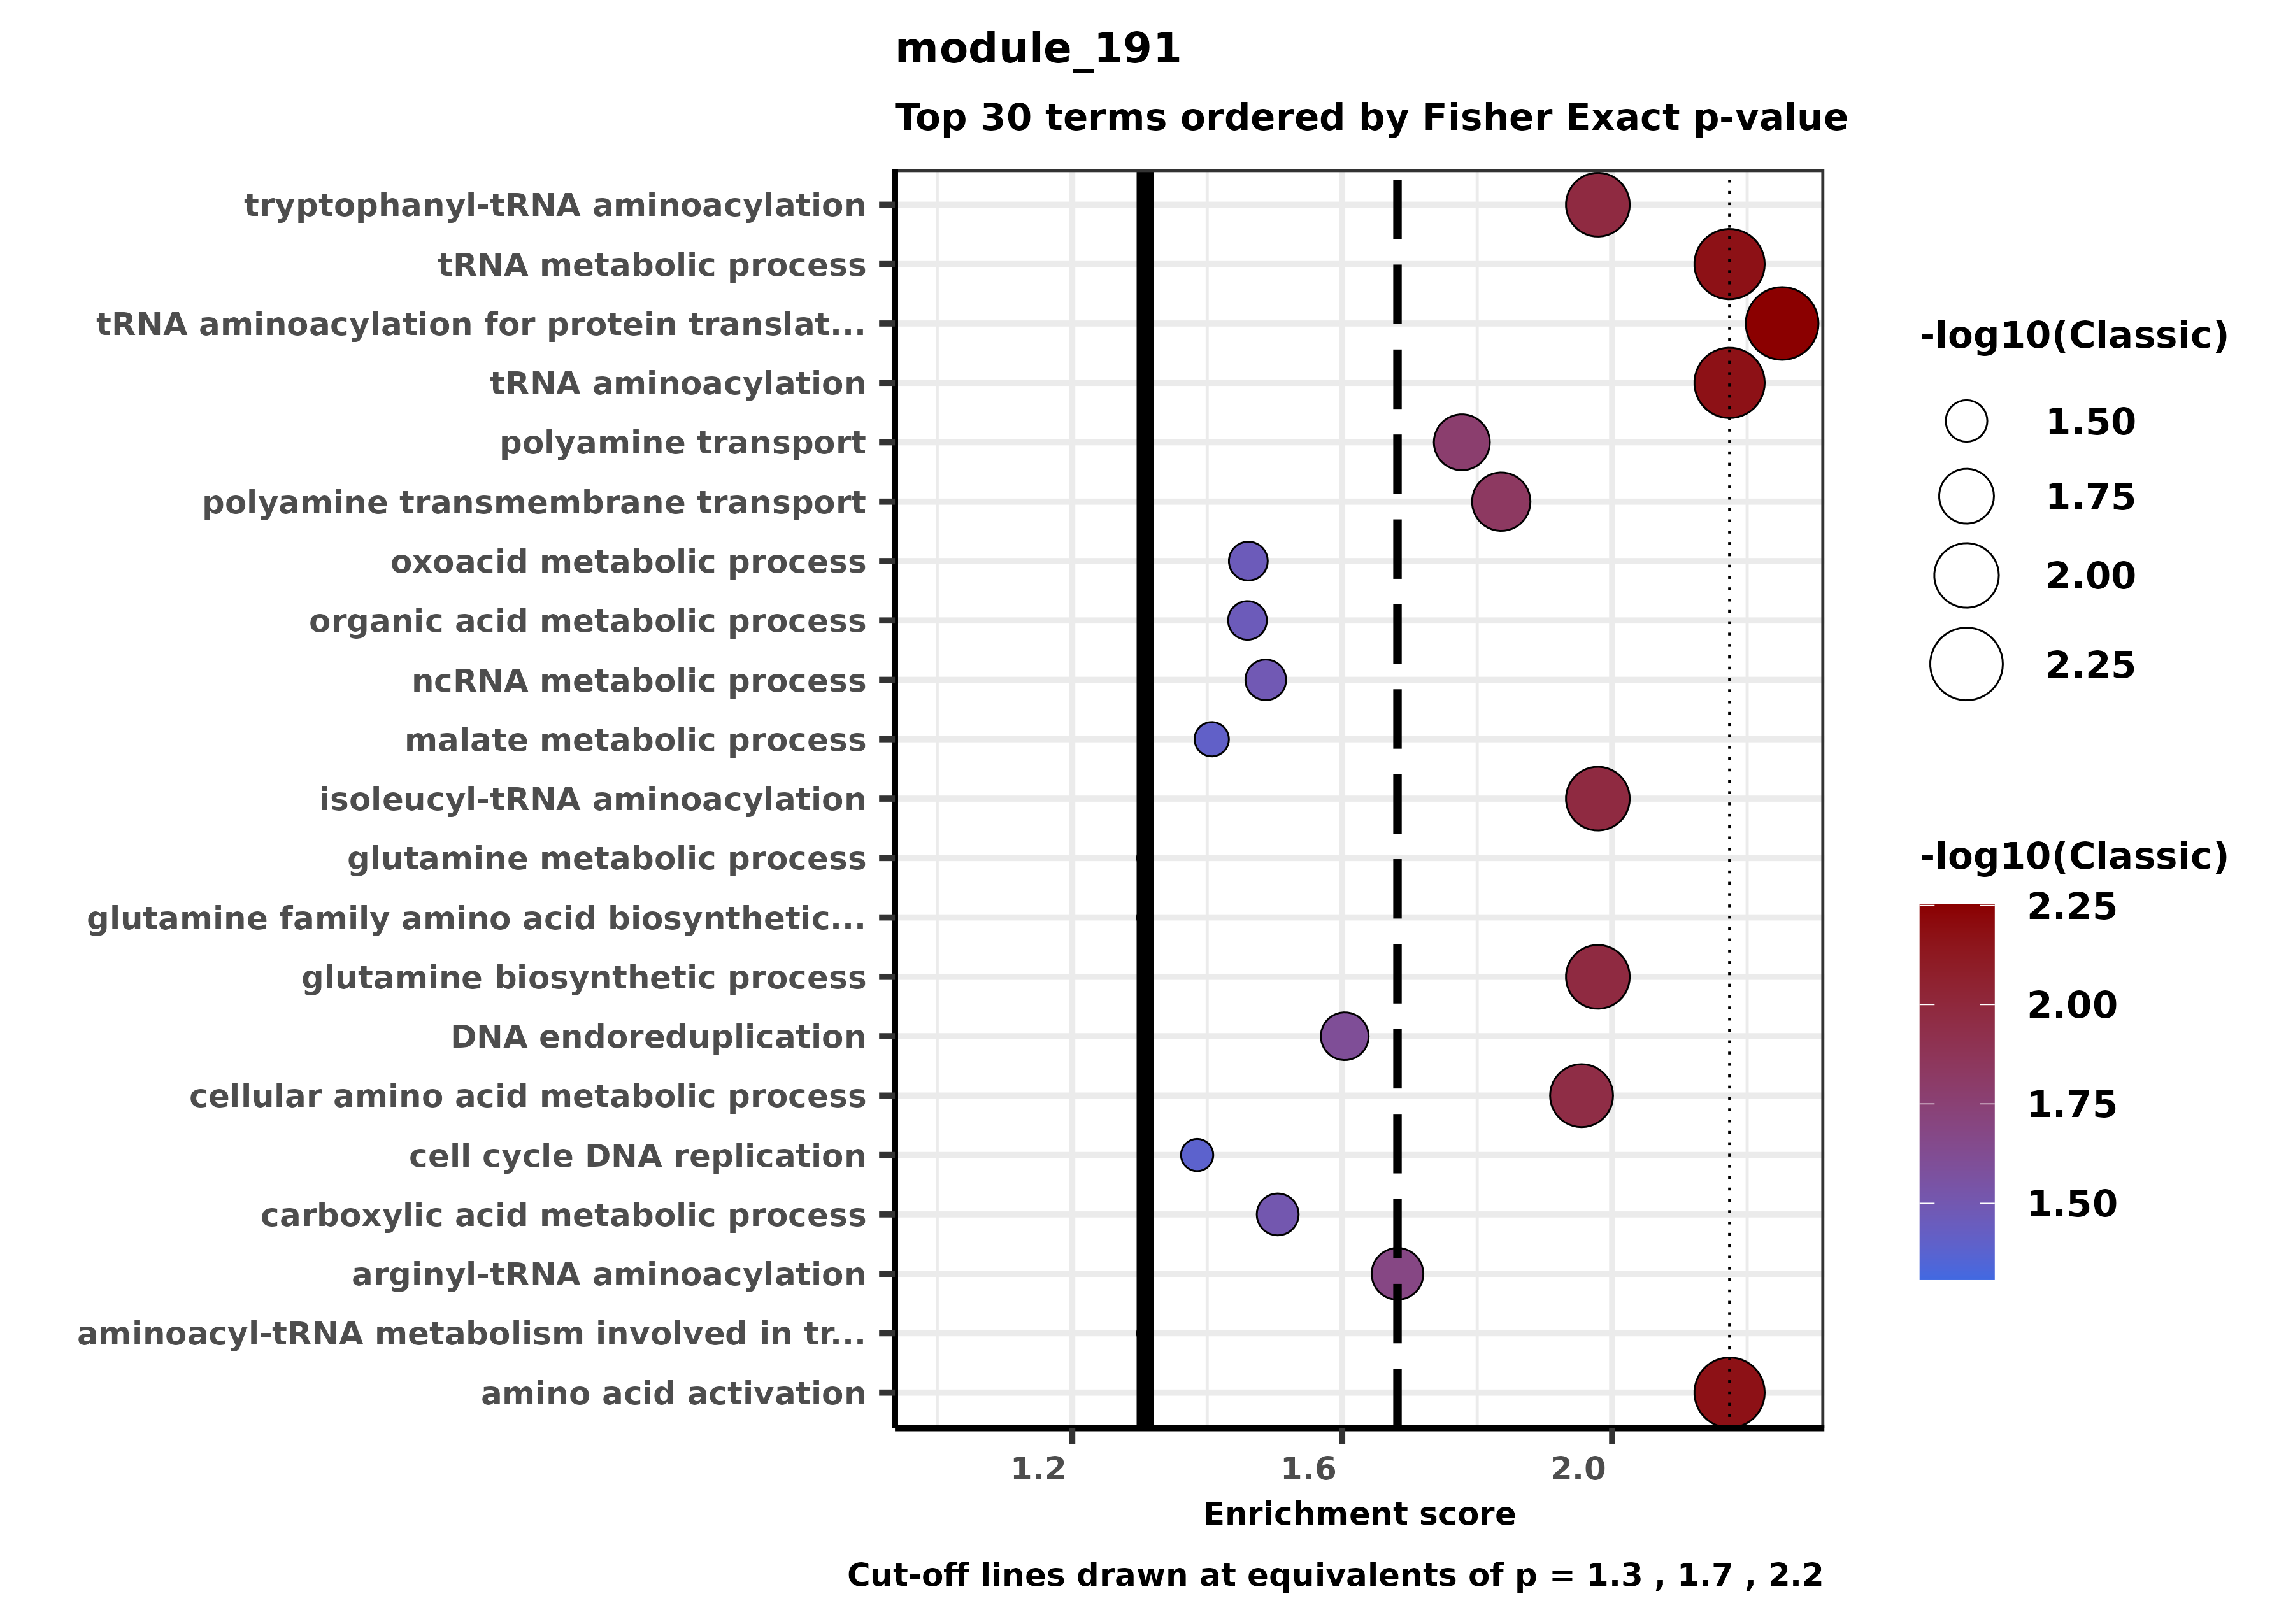 module_191
Top 30 terms ordered by Fisher Exact p-value
tryptophanyl-tRNA aminoacylation
tRNA metabolic process
tRNA aminoacylation for protein translat...
tRNA aminoacylation
polyamine transport
polyamine transmembrane transport
oxoacid metabolic process
organic acid metabolic process
ncRNA metabolic process
malate metabolic process
isoleucyl-tRNA aminoacylation
glutamine metabolic process
glutamine family amino acid biosynthetic...
glutamine biosynthetic process
DNA endoreduplication
cellular amino acid metabolic process
cell cycle DNA replication
carboxylic acid metabolic process
arginyl-tRNA aminoacylation
aminoacyl-tRNA metabolism involved in tr...
amino acid activation
1.2 1.6 2.0
Enrichment score
Cut-off lines drawn at equivalents of p = 1.3 , 1.7 , 2.2
-log10(Classic)
1.50
1.75
2.00
2.25
-log10(Classic)
2.25
2.00
1.75
1.50